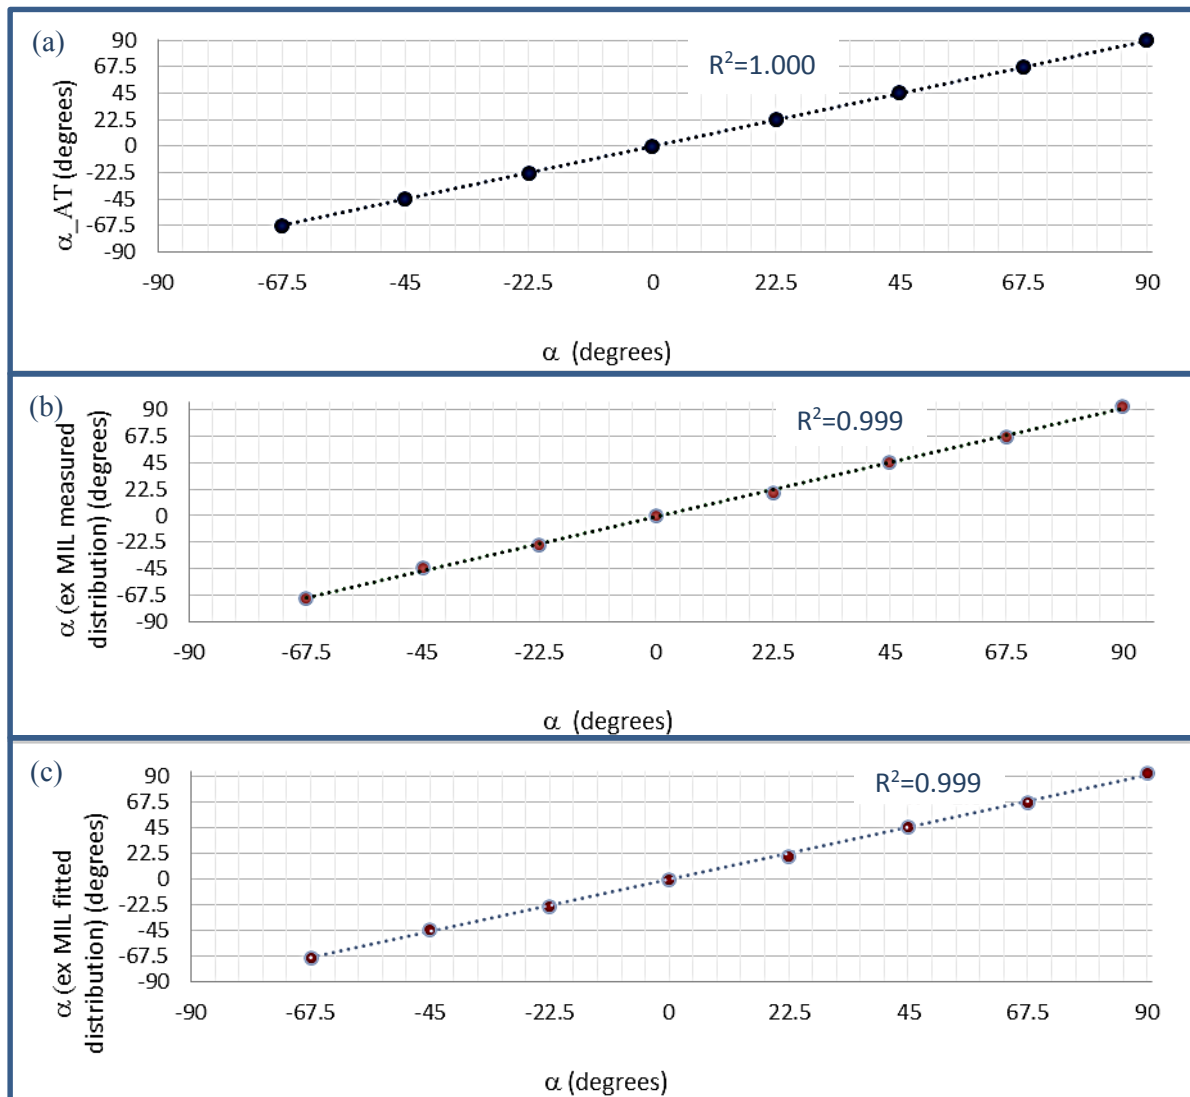 (a)
R²=1.000
α_AT (degrees)
90
67.5
45
22.5
0
-22.5
-45
-67.5
-90
-90 -67.5 -45 -22.5 0 22.5 45 67.5 90
α (degrees)
(b)
R²=0.999
α (ex MIL measured
distribution) (degrees)
90
67.5
45
22.5
0
-22.5
-45
-67.5
-90
-90 -67.5 -45 -22.5 0 22.5 45 67.5 90
α (degrees)
(c)
R²=0.999
α (ex MIL fitted
distribution) (degrees)
90
67.5
45
22.5
0
-22.5
-45
-67.5
-90
-90 -67.5 -45 -22.5 0 22.5 45 67.5 90
α (degrees)